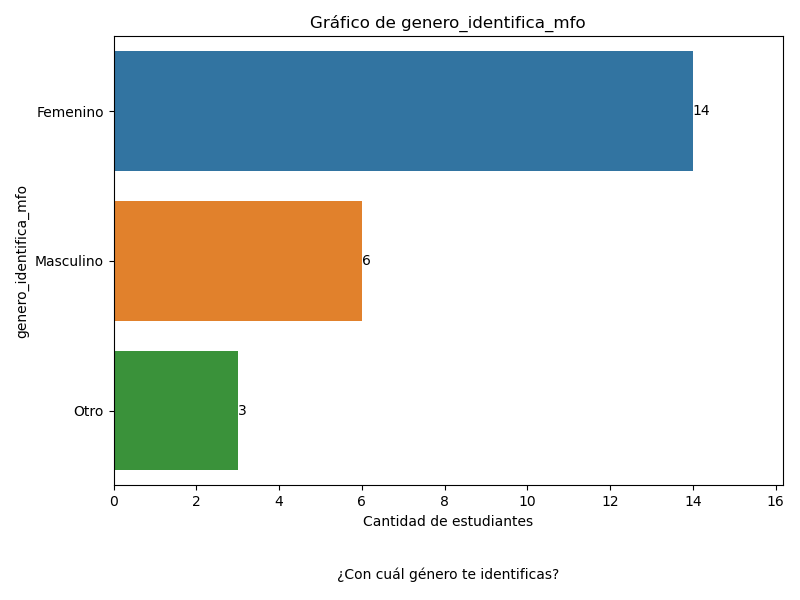 Gráfico de genero_identifica_mfo
genero_identifica_mfo
Femenino
14
Masculino
6
Otro
3
0 2 4 6 8 10 12 14 16
Cantidad de estudiantes
¿Con cuál género te identificas?